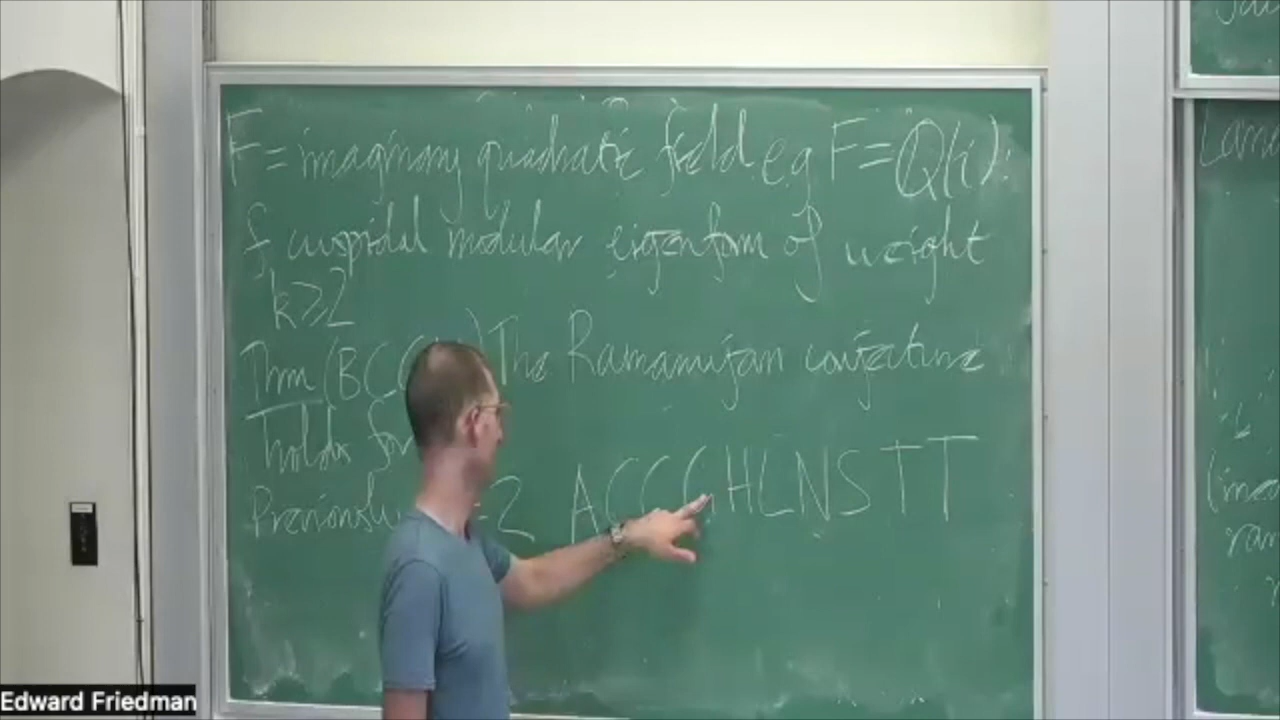 F = imaginary quadratic field e.g F = Q(i).
f cuspidal modular eigenform of weight
k ≥ 2
Thm (BC ) The Ramanujan conjecture
holds for
Previously =2 ACCGHLNSTT
Edward Friedman